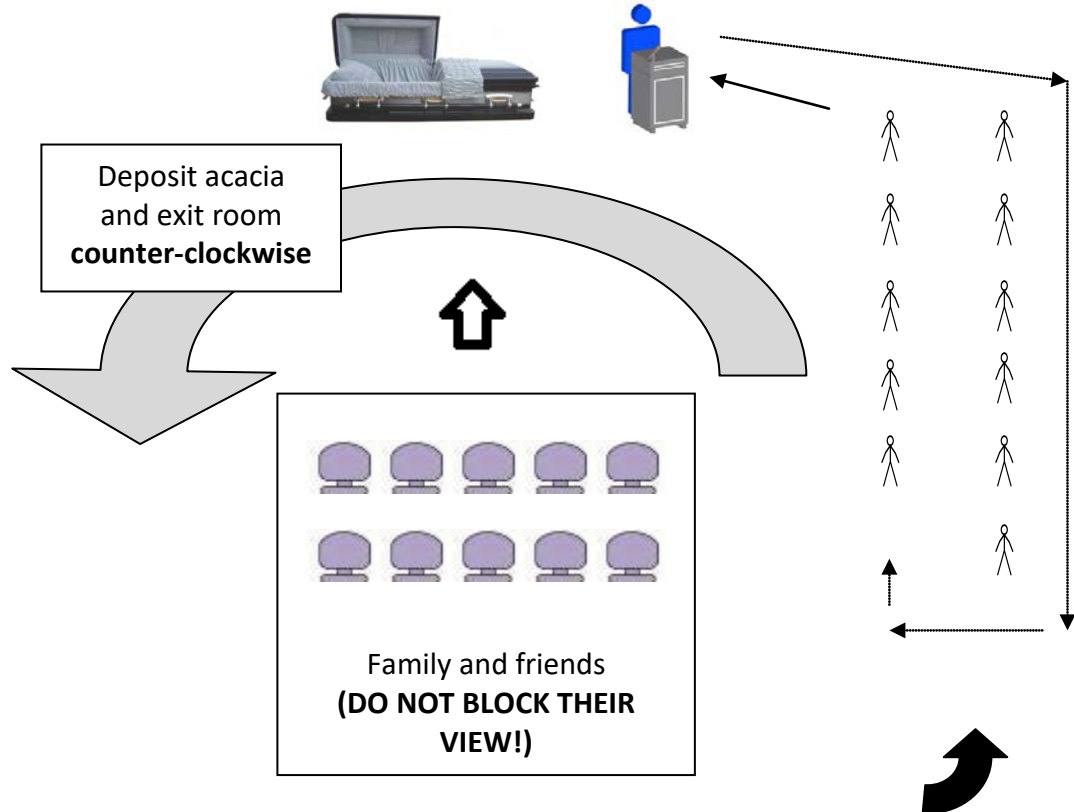 Deposit acacia
and exit room
counter-clockwise
Family and friends
(DO NOT BLOCK THEIR
VIEW!)